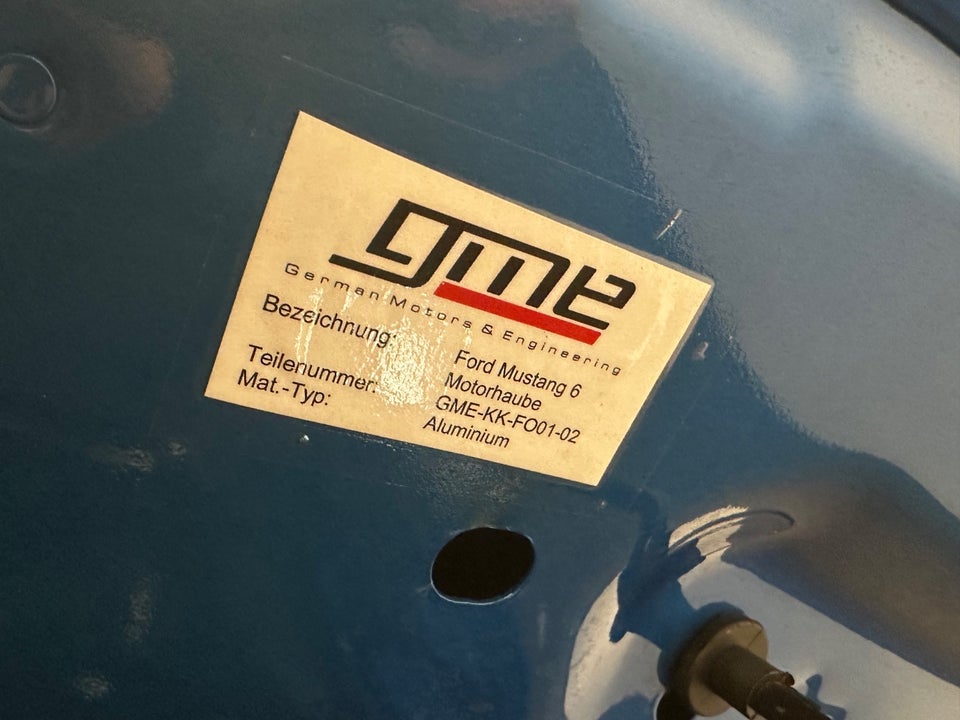 gme
German Motors & Engineering
Bezeichnung: Ford Mustang 6
Motorhaube
Teilenummer: GME-KK-FO01-02
Mat.-Typ: Aluminium